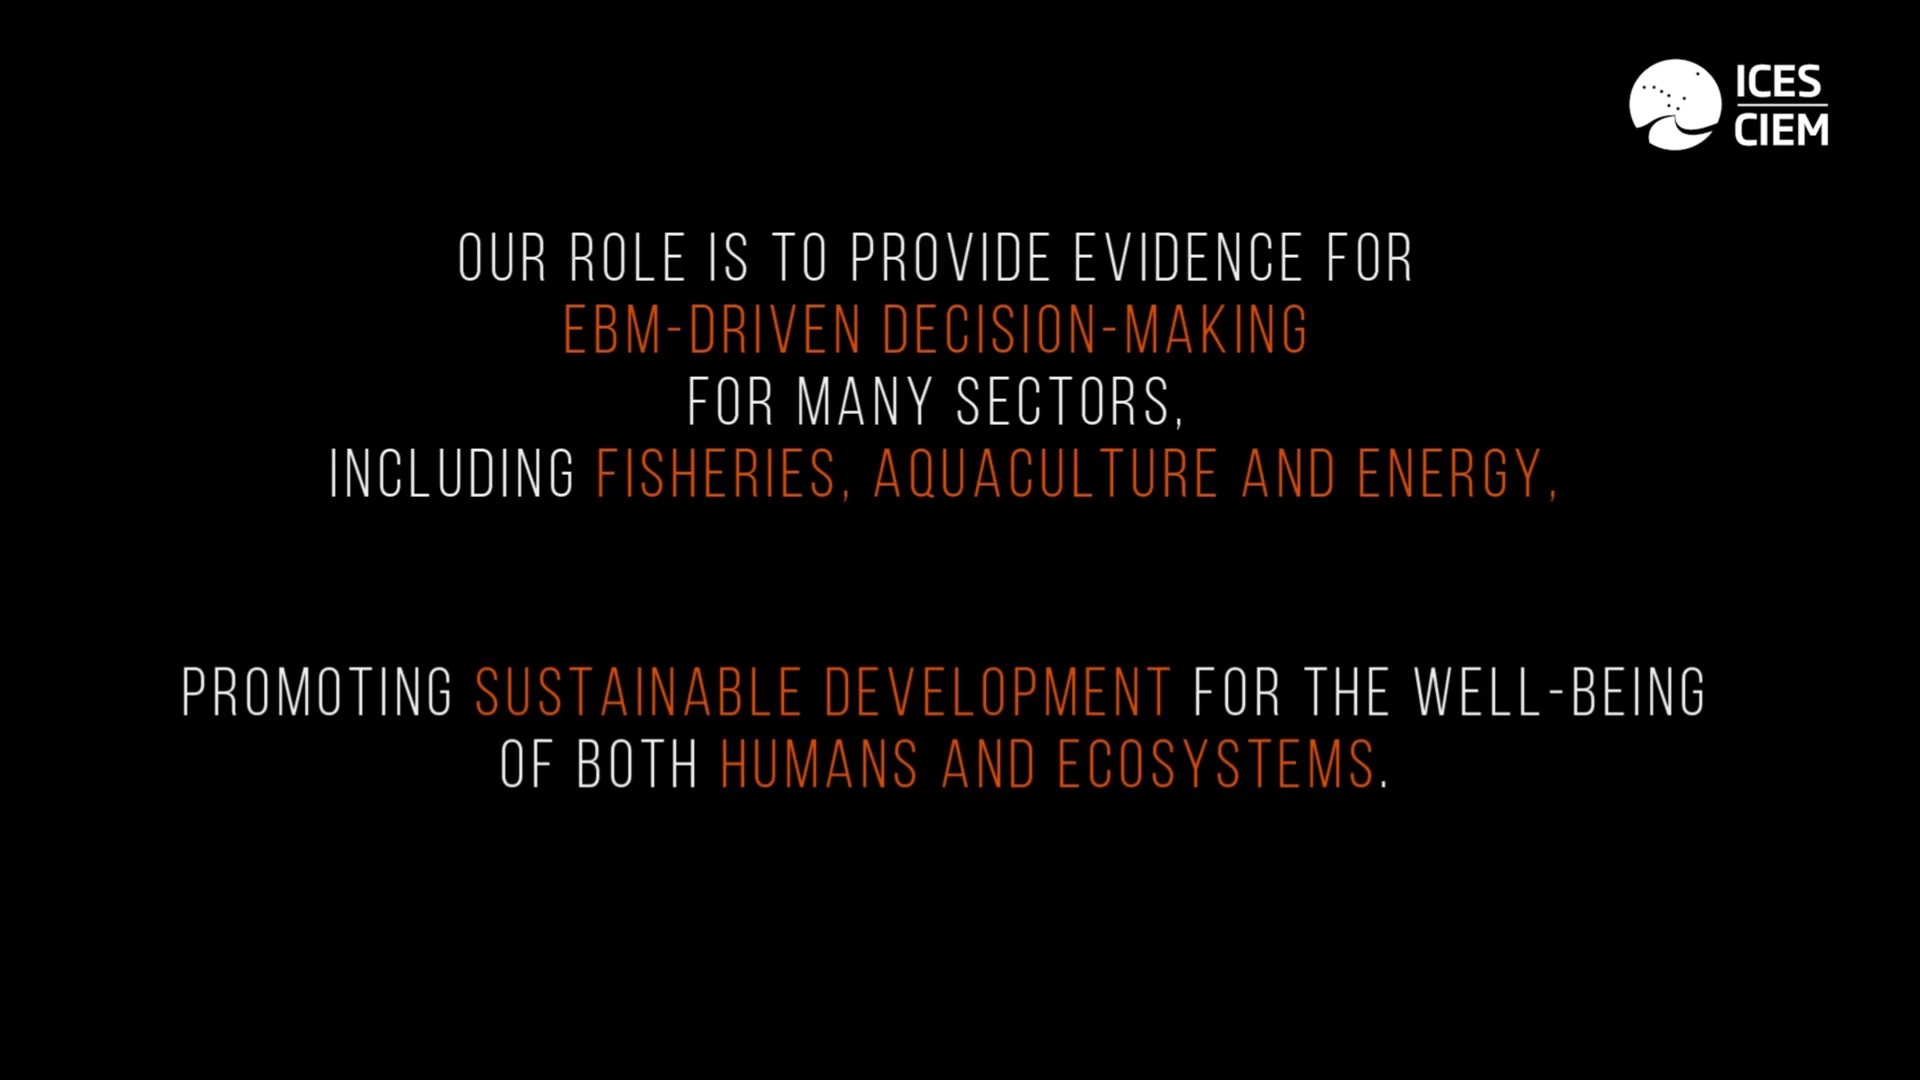 ICES
CIEM
OUR ROLE IS TO PROVIDE EVIDENCE FOR
EBM-DRIVEN DECISION-MAKING
FOR MANY SECTORS,
INCLUDING FISHERIES, AQUACULTURE AND ENERGY,
PROMOTING SUSTAINABLE DEVELOPMENT FOR THE WELL-BEING
OF BOTH HUMANS AND ECOSYSTEMS.